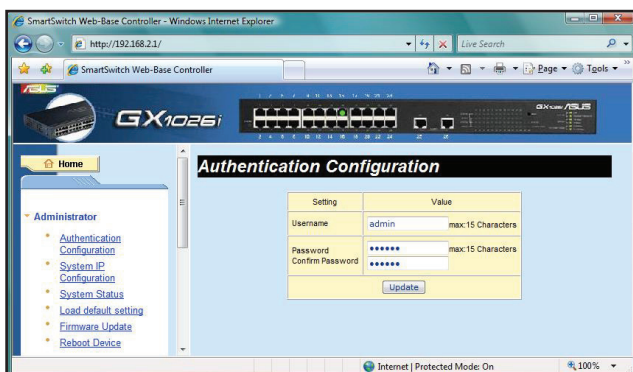 SmartSwitch Web-Base Controller - Windows Internet Explorer
http://192.168.2.1/
Live Search
SmartSwitch Web-Base Controller
Page
Tools
ASUS
GX1026i
GX1026i /ASUS
Home
Authentication Configuration
Administrator
Authentication
Configuration
System IP
Configuration
System Status
Load default setting
Firmware Update
Reboot Device
Setting
Value
Username
admin
max:15 Characters
Password
Confirm Password
••••••
max:15 Characters
••••••
Update
Internet | Protected Mode: On
100%